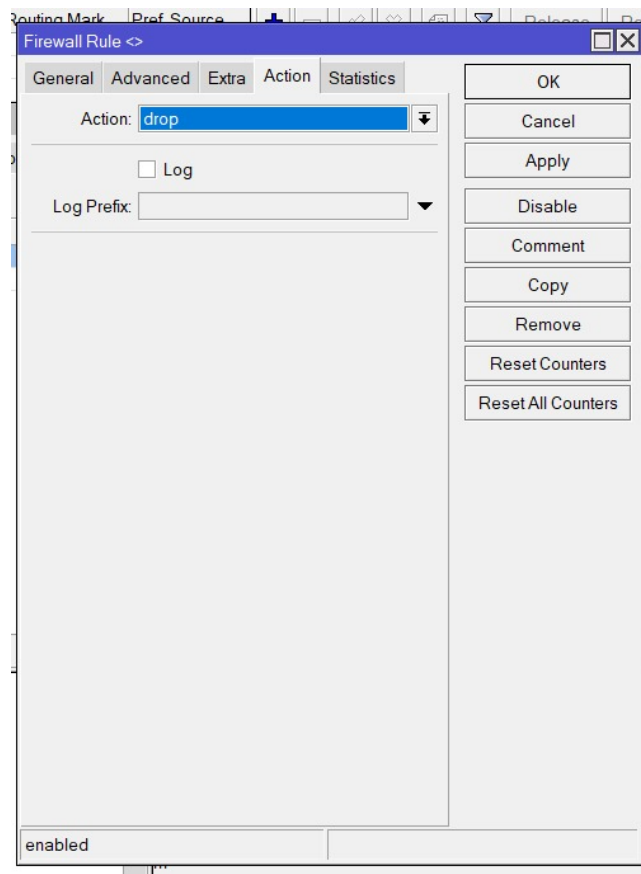 Routing Mark Pref. Source Release
Firewall Rule <>
General Advanced Extra Action Statistics
Action: drop
Log
Log Prefix:
OK
Cancel
Apply
Disable
Comment
Copy
Remove
Reset Counters
Reset All Counters
enabled